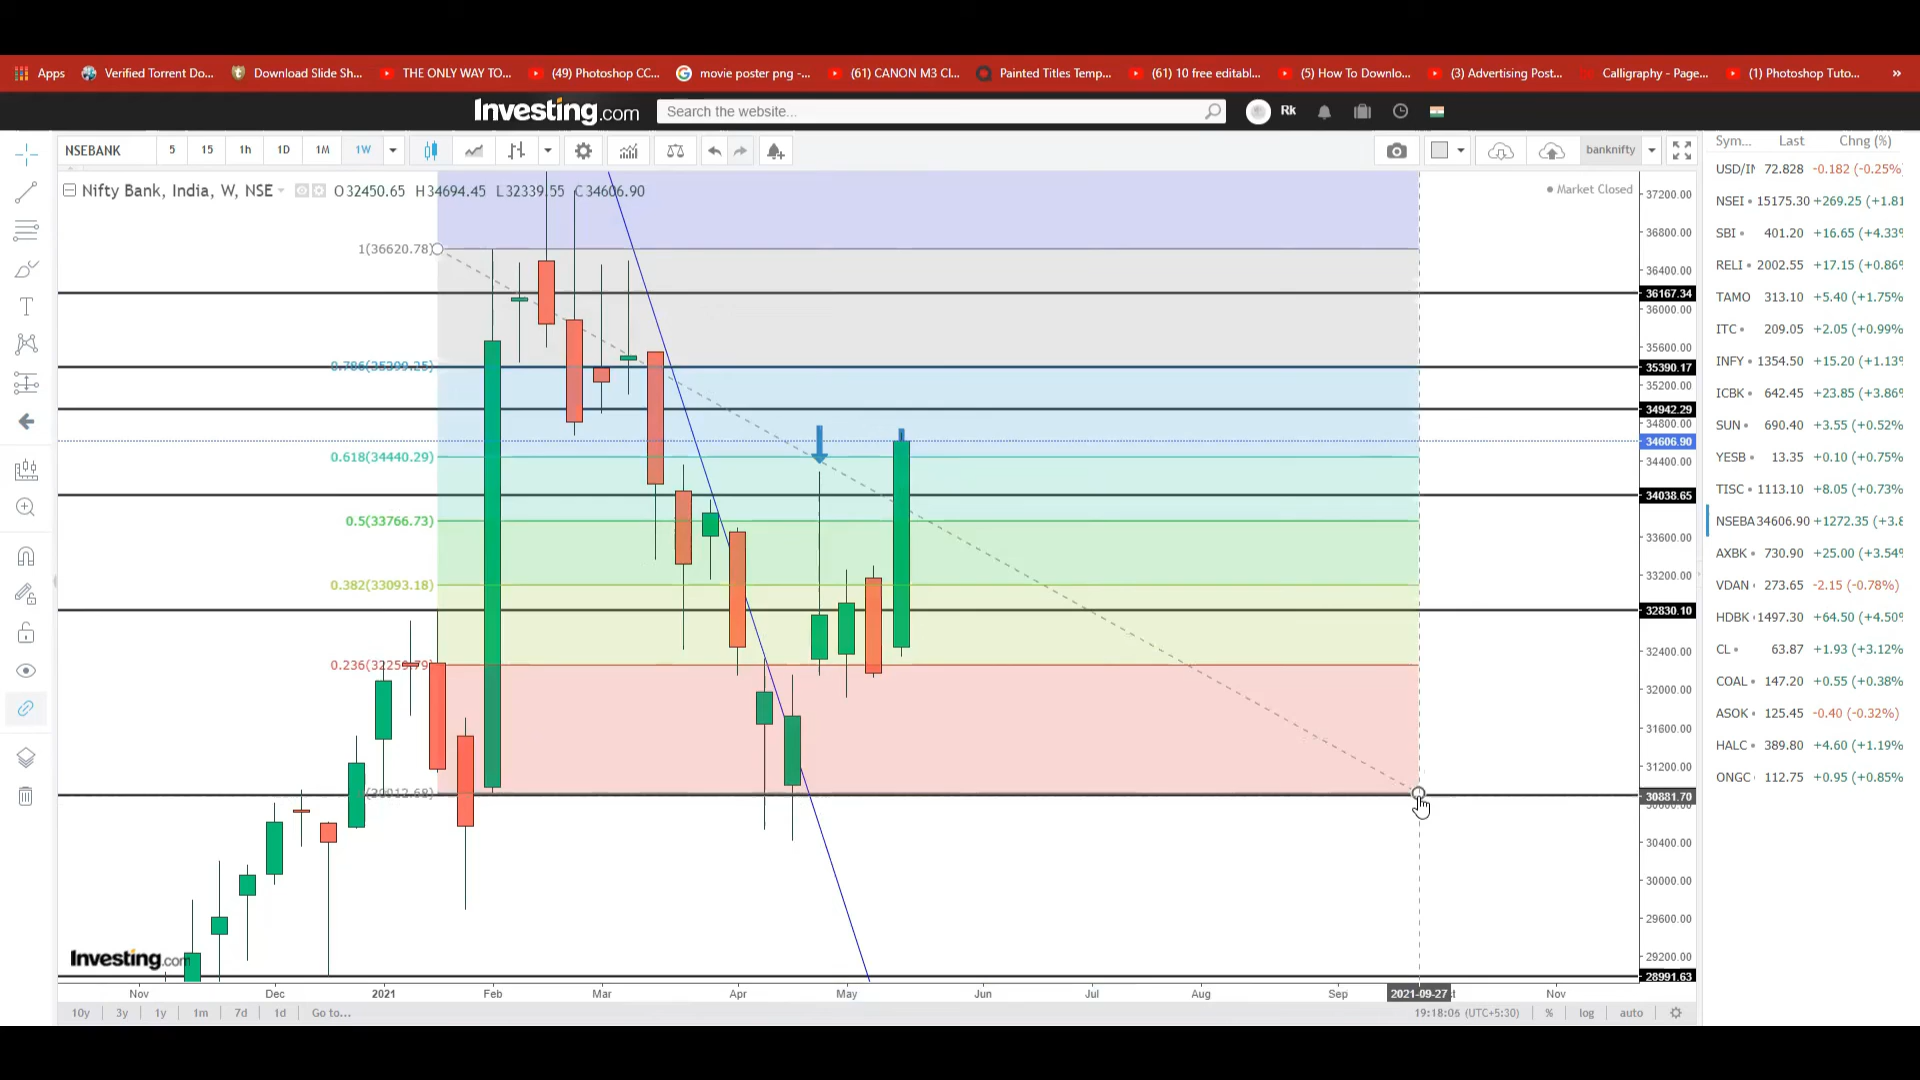 Apps Verified Torrent Do... Download Slide Sh... THE ONLY WAY TO... (49) Photoshop CC... movie poster png -... (61) CANON M3 Cl... Painted Titles Temp... (61) 10 free editabl... (5) How To Downlo... (3) Advertising Post... Calligraphy - Page... (1) Photoshop Tuto... »
Investing.com Search the website... Rk
NSEBANK 5 15 1h 1D 1M 1W banknifty
Nifty Bank, India, W, NSE O32450.65 H34694.45 L32339.55 C34606.90 Market Closed
1(36620.78)
0.786(35399.25)
0.618(34440.29)
0.5(33766.73)
0.382(33093.18)
37200.00
36800.00
36400.00
36167.34
36000.00
35600.00
35390.17
35200.00
34942.29
34800.00
34606.90
34400.00
34038.65
33600.00
33200.00
32830.10
32400.00
32000.00
31600.00
31200.00
30881.70
30400.00
30000.00
29600.00
29200.00
28991.63
Investing.com
Nov Dec 2021 Feb Mar Apr May Jun Jul Aug Sep 2021-09-27 Nov
10y 3y 1y 1m 7d 1d Go to... 19:18:06 (UTC+5:30) % log auto
Sym... Last Chng (%)
USD/IN 72.828 -0.182 (-0.25%)
NSEI 15175.30 +269.25 (+1.81
SBI 401.20 +16.65 (+4.33%
RELI 2002.55 +17.15 (+0.86%
TAMO 313.10 +5.40 (+1.75%
ITC 209.05 +2.05 (+0.99%
INFY 1354.50 +15.20 (+1.13%
ICBK 642.45 +23.85 (+3.86%
SUN 690.40 +3.55 (+0.52%
YESB 13.35 +0.10 (+0.75%
TISC 1113.10 +8.05 (+0.73%
NSEBA 34606.90 +1272.35 (+3.8
AXBK 730.90 +25.00 (+3.54%
VDAN 273.65 -2.15 (-0.78%)
HDBK 1497.30 +64.50 (+4.50%
CL 63.87 +1.93 (+3.12%
COAL 147.20 +0.55 (+0.38%
ASOK 125.45 -0.40 (-0.32%)
HALC 389.80 +4.60 (+1.19%
ONGC 112.75 +0.95 (+0.85%